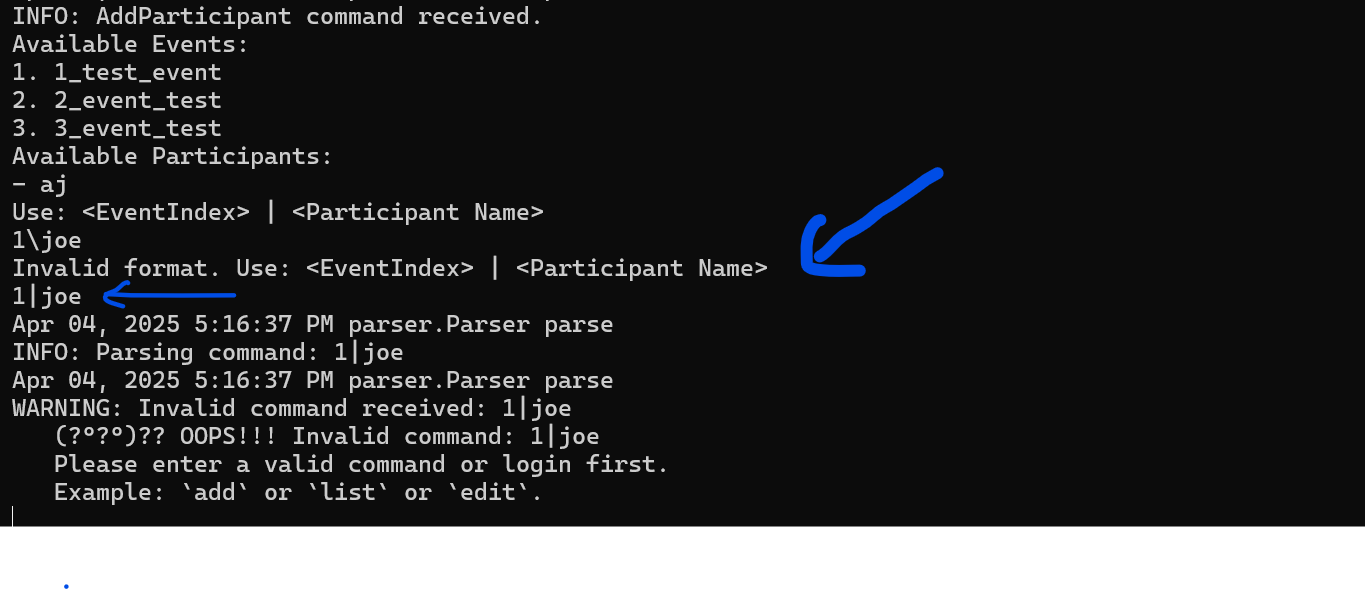 INFO: AddParticipant command received.
Available Events:
1. 1_test_event
2. 2_event_test
3. 3_event_test
Available Participants:
- aj
Use: <EventIndex> | <Participant Name>
1\joe
Invalid format. Use: <EventIndex> | <Participant Name>
1|joe
Apr 04, 2025 5:16:37 PM parser.Parser parse
INFO: Parsing command: 1|joe
Apr 04, 2025 5:16:37 PM parser.Parser parse
WARNING: Invalid command received: 1|joe
(?º?º)?? OOPS!!! Invalid command: 1|joe
Please enter a valid command or login first.
Example: `add` or `list` or `edit`.